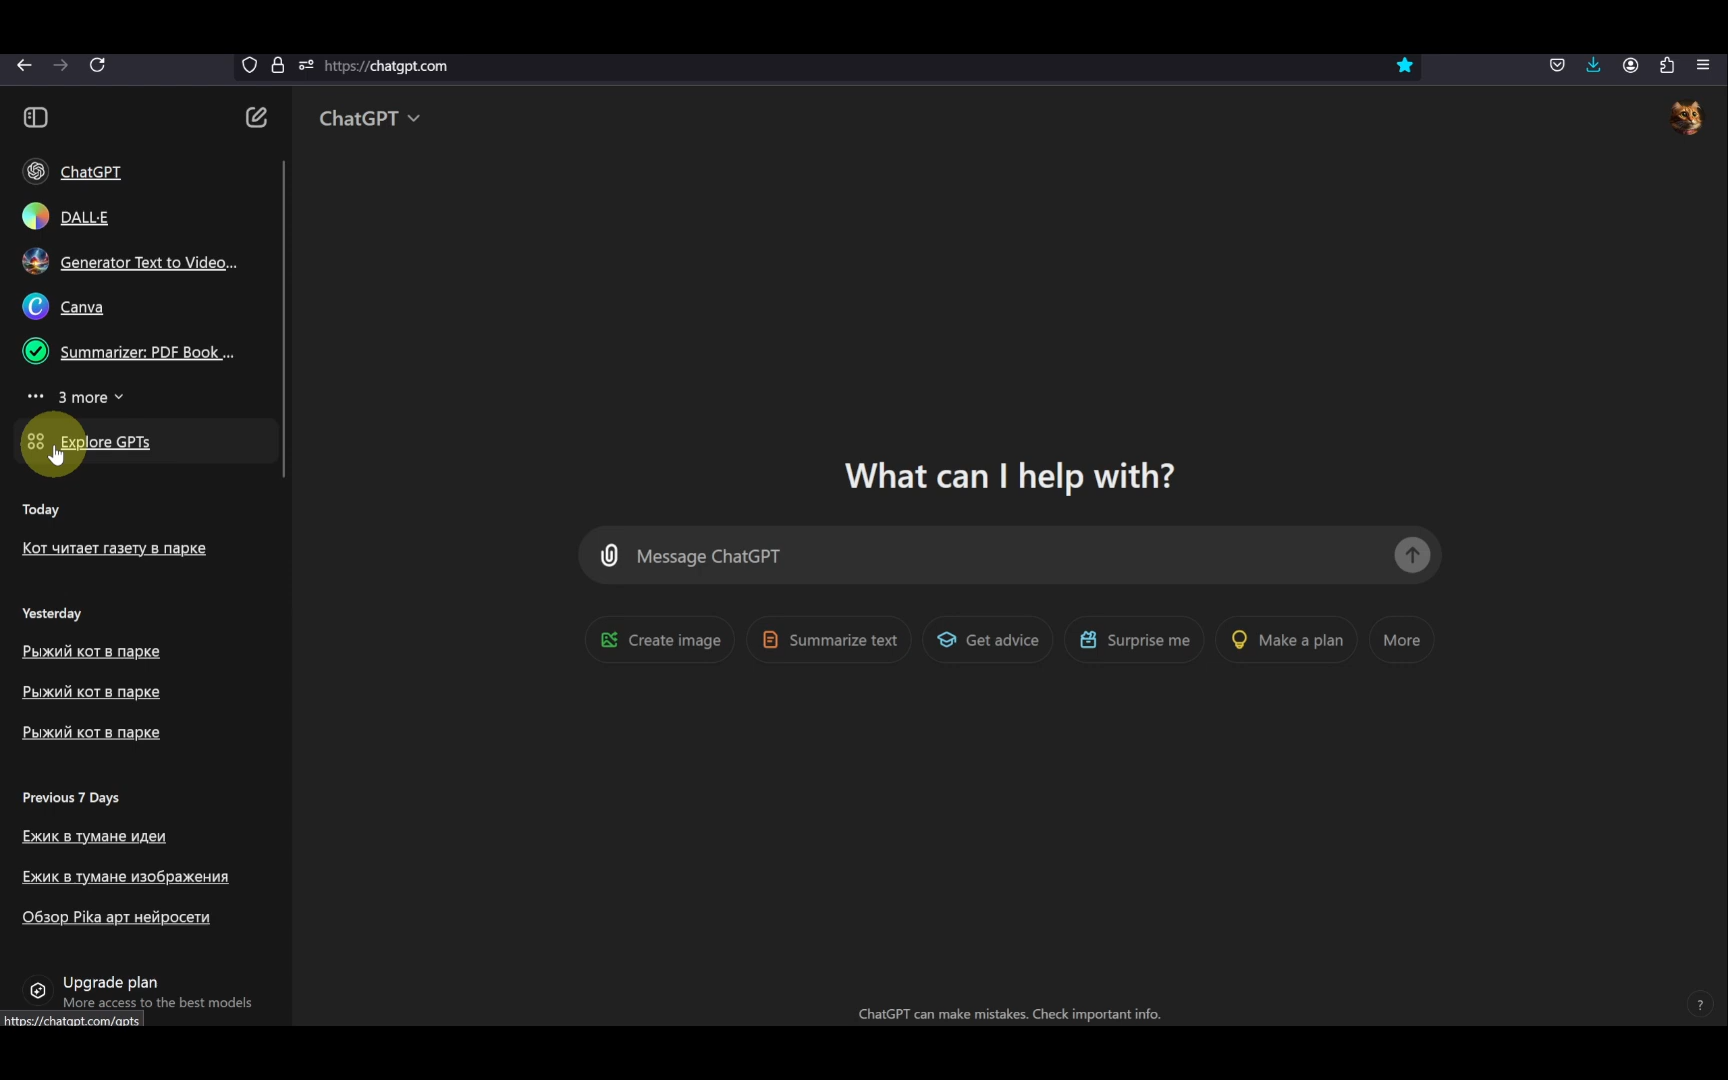 https://chatgpt.com
ChatGPT
ChatGPT
DALL·E
Generator Text to Video...
Canva
Summarizer: PDF Book ...
3 more
Explore GPTs
Today
Кот читает газету в парке
Yesterday
Рыжий кот в парке
Рыжий кот в парке
Рыжий кот в парке
Previous 7 Days
Ежик в тумане идеи
Ежик в тумане изображения
Обзор Pika арт нейросети
Upgrade plan
More access to the best models
https://chatgpt.com/gpts
What can I help with?
Message ChatGPT
Create image Summarize text Get advice Surprise me Make a plan More
ChatGPT can make mistakes. Check important info.
?